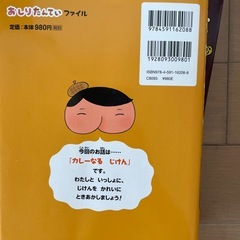 おしりたんてい ファイル
定価：本体980円 税別
9784591162088
1928093009801
ISBN978-4-591-16208-8
C8093 ¥980E
今回のお話は……
「カレーなる じけん」
です。
わたしと いっしょに、
じけんを かれいに
ときあかしましょう！